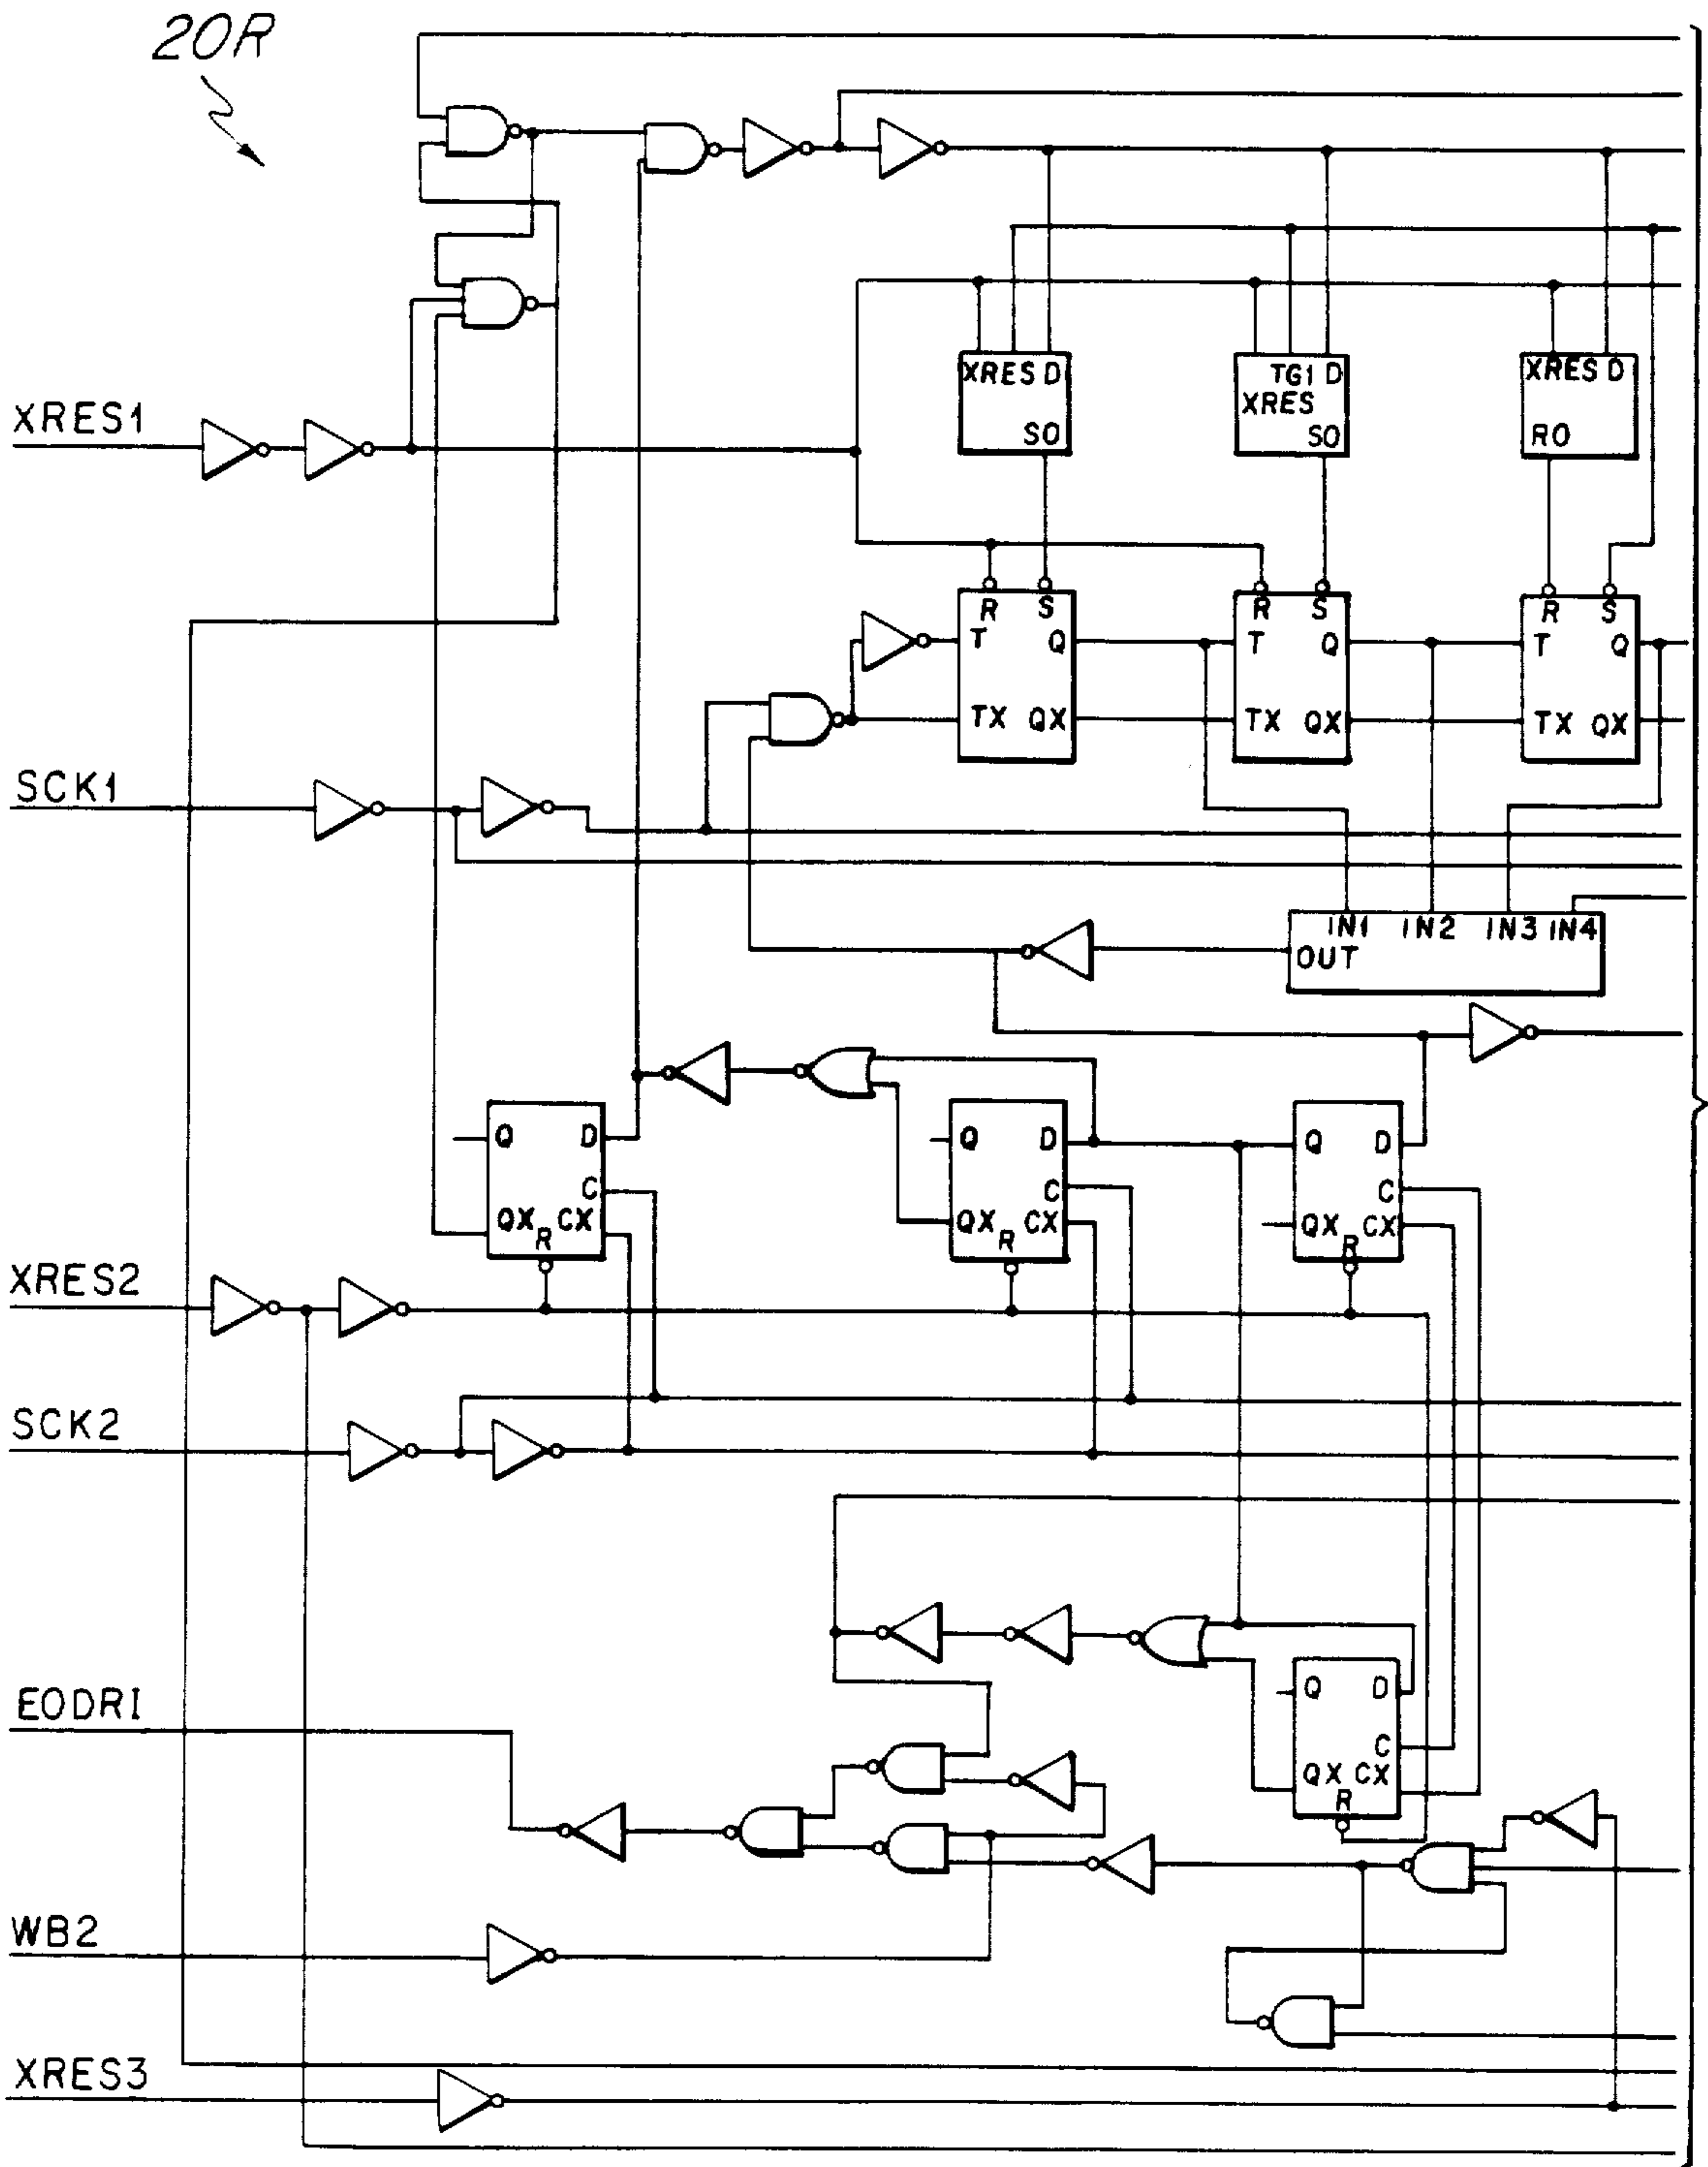 20R
XRES D
SO
TG1 D
XRES
SO
XRES D
RO
XRES1
R S
T Q
TX QX
R S
T Q
TX QX
R S
T Q
TX QX
SCK1
IN1 IN2 IN3 IN4
OUT
Q D
C
QX CX
R
Q D
C
QX CX
R
Q D
C
QX CX
R
XRES2
SCK2
Q D
C
QX CX
R
EODRI
WB2
XRES3